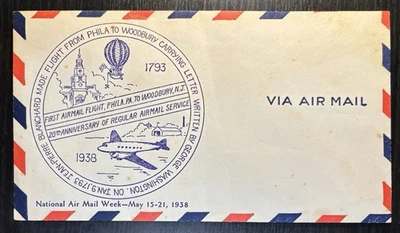 JEAN-PIERRE BLANCHARD MADE FLIGHT FROM PHILA TO WOODBURY CARRYING LETTER WRITTEN BY GEORGE WASHINGTON. ON JAN. 9, 1793
1793
FIRST AIRMAIL FLIGHT, PHILA. PA. TO WOODBURY, N.J.
20TH ANNIVERSARY OF REGULAR AIRMAIL SERVICE
1938
VIA AIR MAIL
National Air Mail Week—May 15-21, 1938